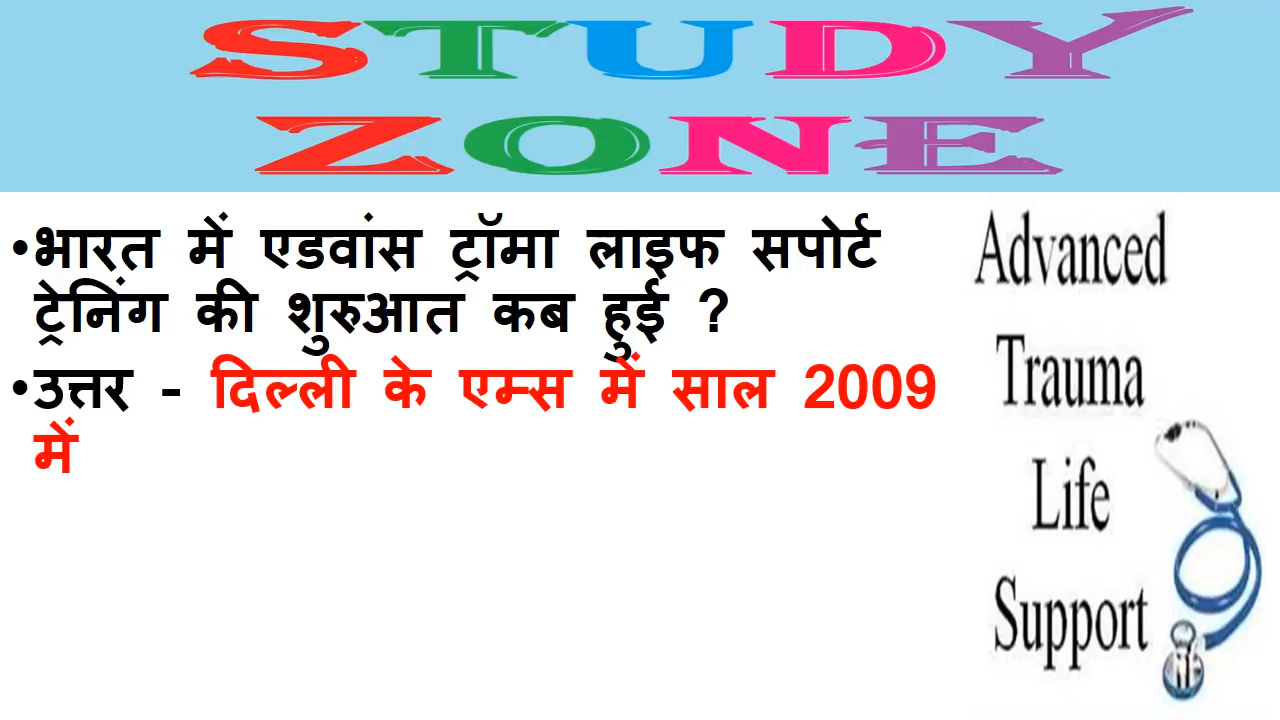 STUDY
ZONE
•भारत में एडवांस ट्रॉमा लाइफ सपोर्ट
ट्रेनिंग की शुरुआत कब हुई ?
•उत्तर - दिल्ली के एम्स में साल 2009
में
Advanced
Trauma
Life
Support